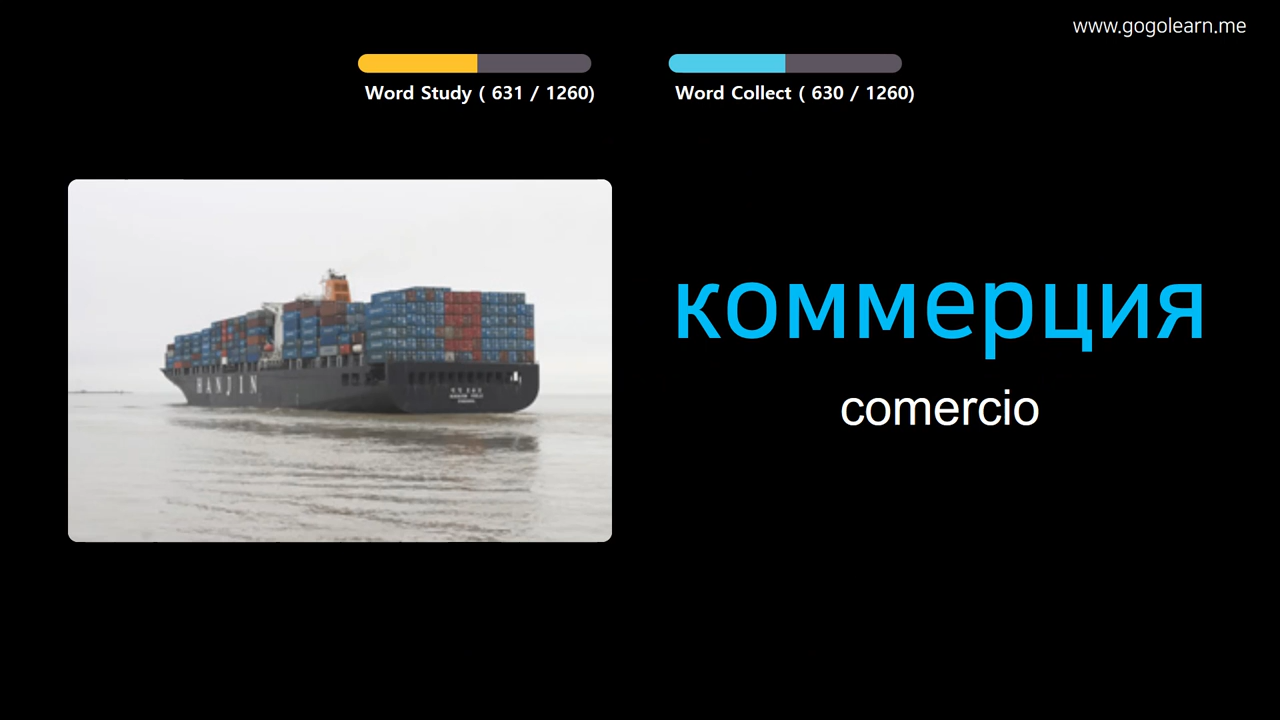 www.gogolearn.me
Word Study ( 631 / 1260)
Word Collect ( 630 / 1260)
коммерция
comercio
HANJIN